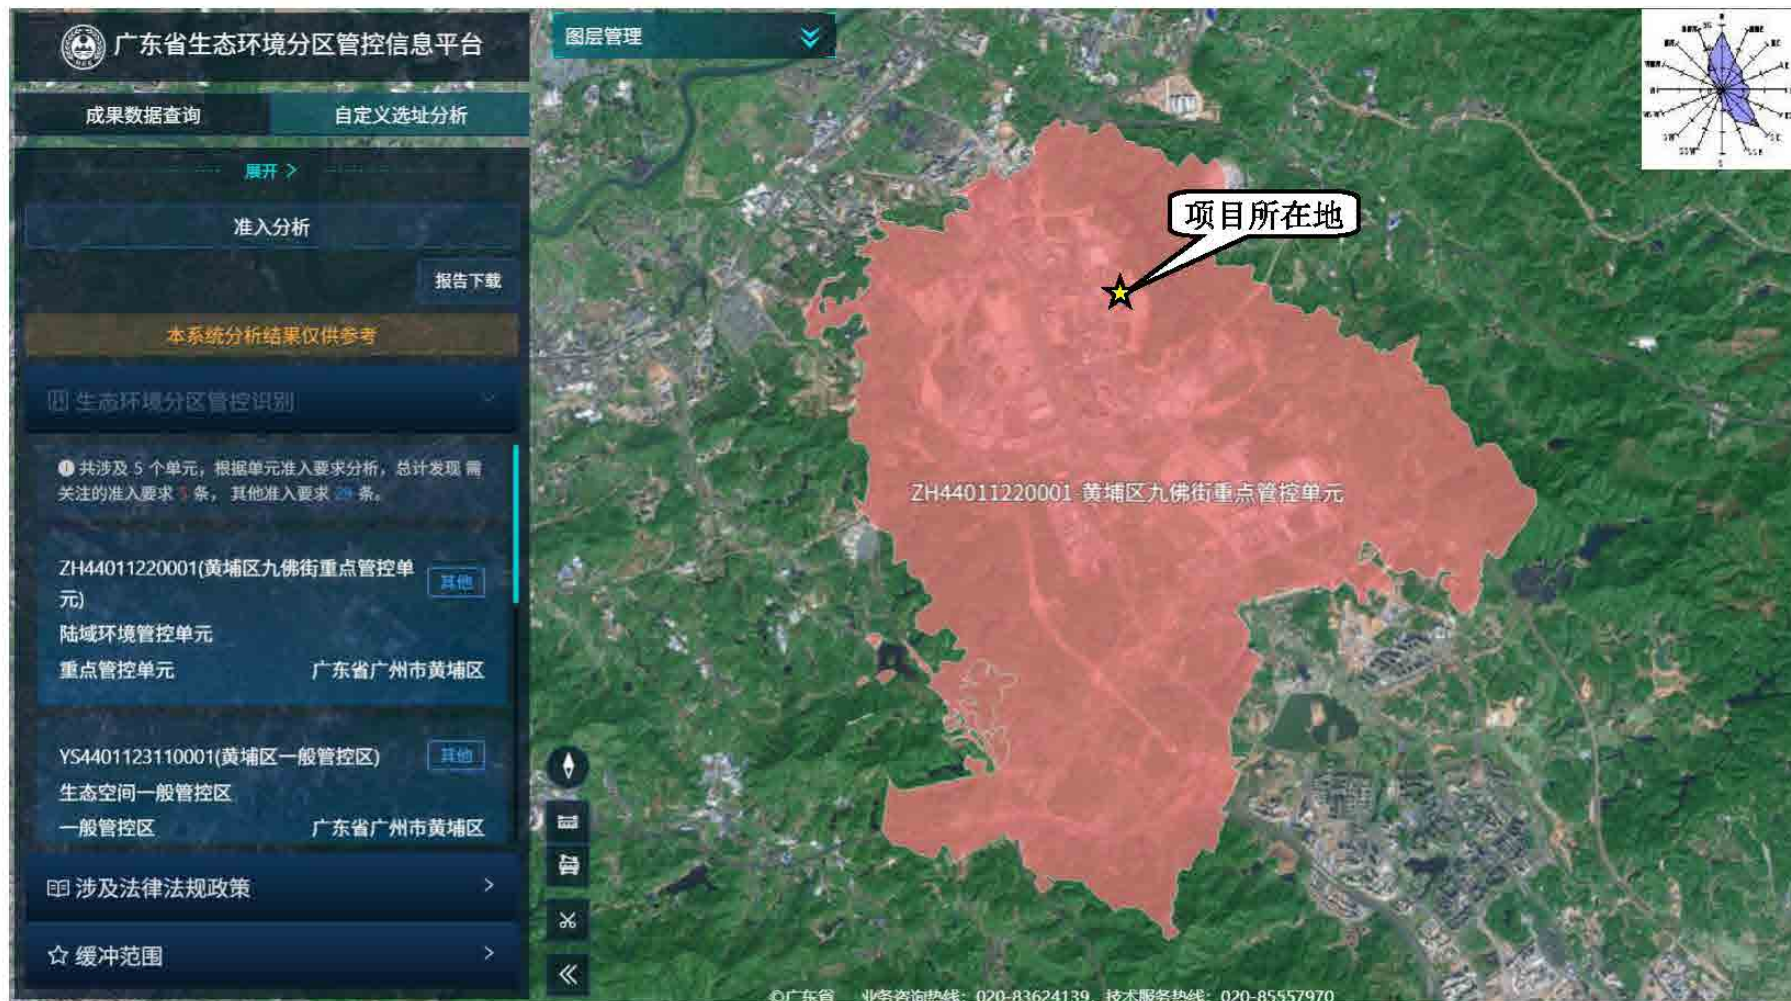 广东省生态环境分区管控信息平台
成果数据查询
自定义选址分析
展开 >
准入分析
报告下载
本系统分析结果仅供参考
生态环境分区管控识别
共涉及 5 个单元，根据单元准入要求分析，总计发现 需
关注的准入要求 5 条， 其他准入要求 29 条。
ZH44011220001(黄埔区九佛街重点管控单
元)
其他
陆域环境管控单元
重点管控单元
广东省广州市黄埔区
YS4401123110001(黄埔区一般管控区)
其他
生态空间一般管控区
一般管控区
广东省广州市黄埔区
涉及法律法规政策
缓冲范围
图层管理
项目所在地
ZH44011220001-黄埔区九佛街重点管控单元
©广东省 业务咨询热线：020-83624139，技术服务热线：020-85557970